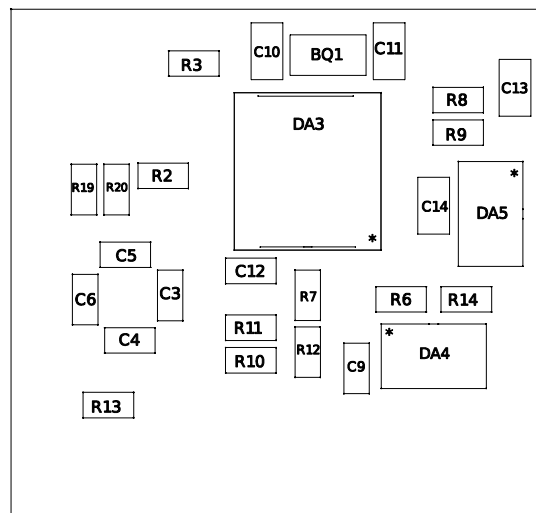 C10
BQ1
C11
R3
C13
R8
DA3
R9
R2
*
R19
R20
C14
DA5
*
C5
C12
C6
C3
R7
R6
R14
R11
*
C4
R12
DA4
R10
C9
R13